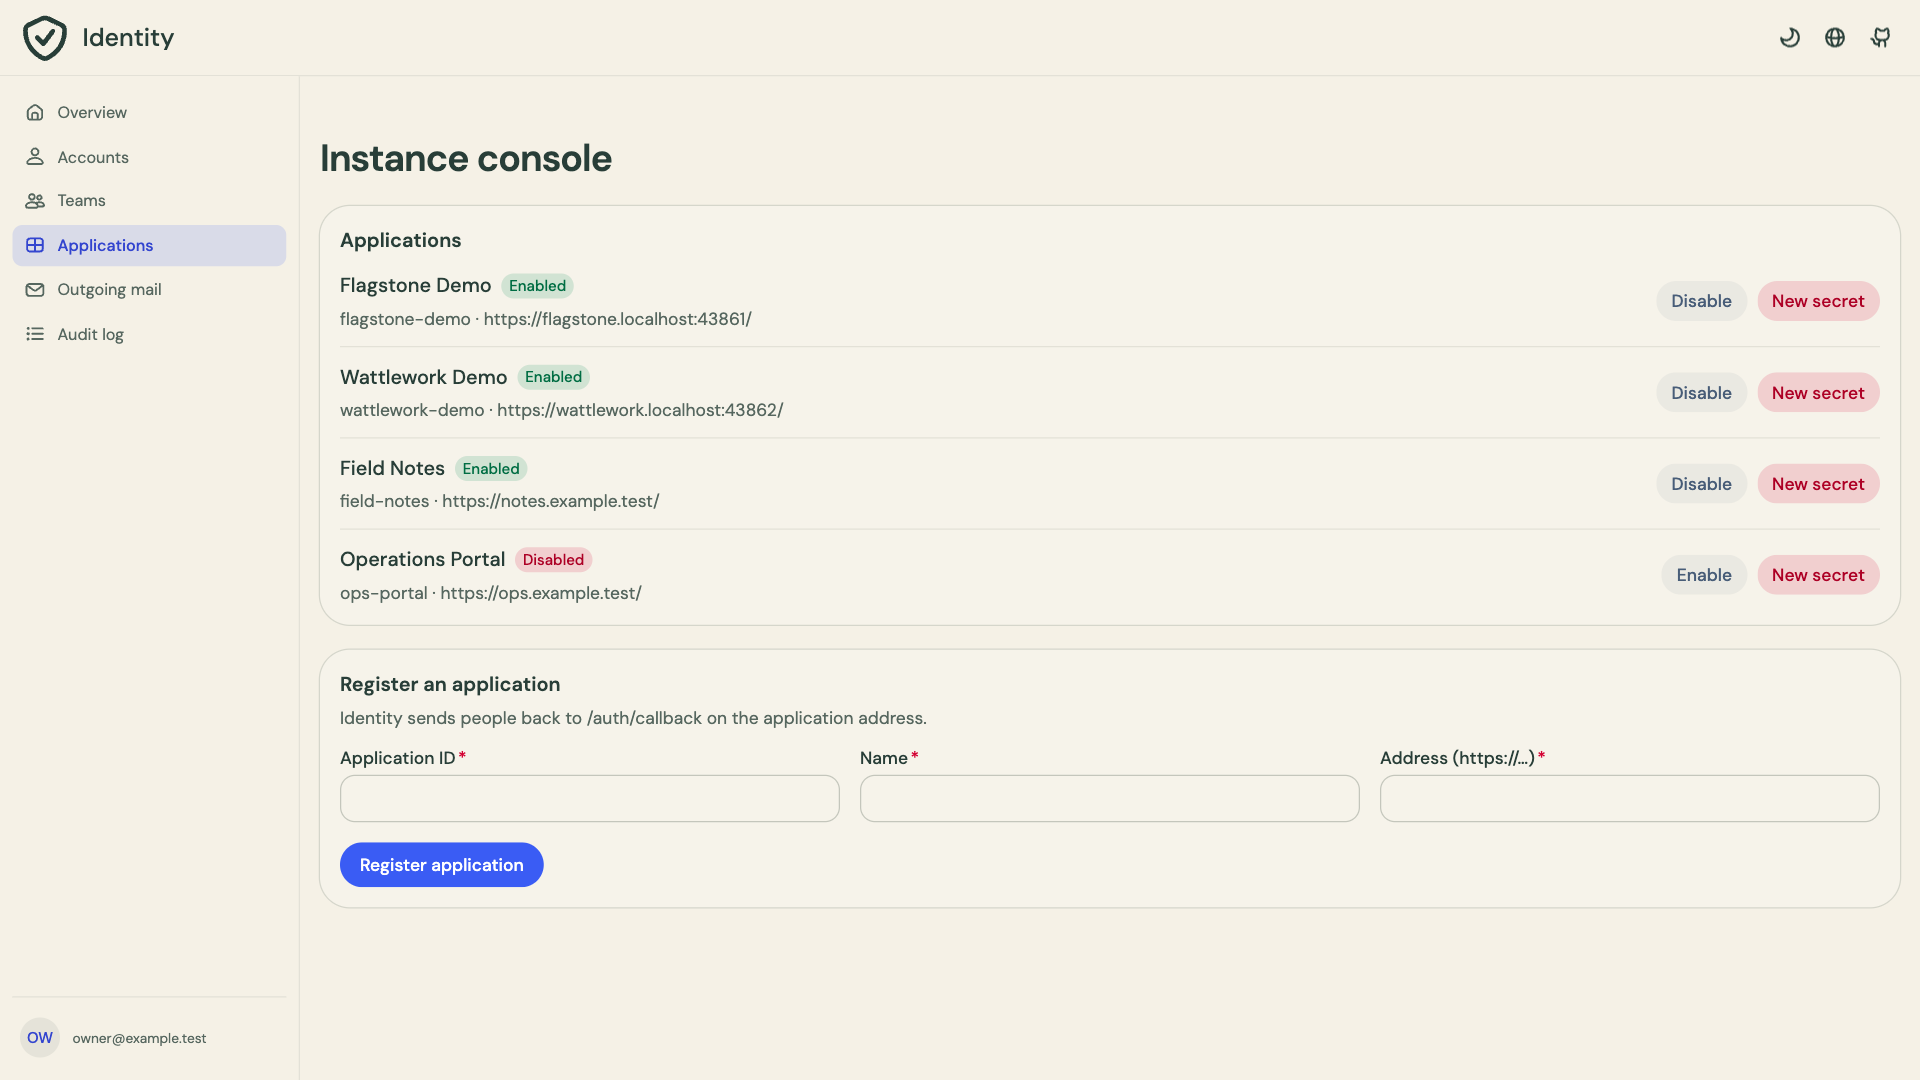 Identity
Overview
Accounts
Teams
Applications
Outgoing mail
Audit log
owner@example.test
OW
Instance console
Applications
Flagstone Demo Enabled
flagstone-demo · https://flagstone.localhost:43861/
Disable New secret
Wattlework Demo Enabled
wattlework-demo · https://wattlework.localhost:43862/
Disable New secret
Field Notes Enabled
field-notes · https://notes.example.test/
Disable New secret
Operations Portal Disabled
ops-portal · https://ops.example.test/
Enable New secret
Register an application
Identity sends people back to /auth/callback on the application address.
Application ID* Name* Address (https://…)*
Register application